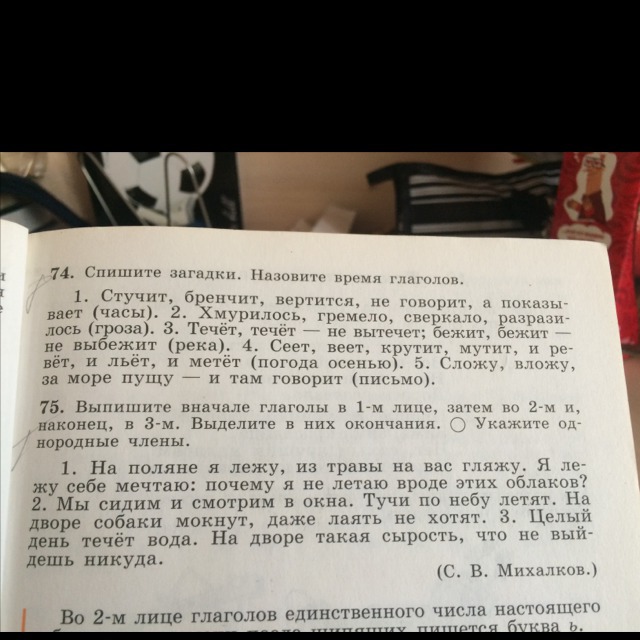 74. Спишите загадки. Назовите время глаголов.
1. Стучит, бренчит, вертится, не говорит, а показы-
вает (часы). 2. Хмурилось, гремело, сверкало, разрази-
лось (гроза). 3. Течёт, течёт — не вытечет; бежит, бежит —
не выбежит (река). 4. Сеет, веет, крутит, мутит, и ре-
вёт, и льёт, и метёт (погода осенью). 5. Сложу, вложу,
за море пущу — и там говорит (письмо).
75. Выпишите вначале глаголы в 1-м лице, затем во 2-м и,
наконец, в 3-м. Выделите в них окончания. ○ Укажите од-
нородные члены.
1. На поляне я лежу, из травы на вас гляжу. Я ле-
жу себе мечтаю: почему я не летаю вроде этих облаков?
2. Мы сидим и смотрим в окна. Тучи по небу летят. На
дворе собаки мокнут, даже лаять не хотят. 3. Целый
день течёт вода. На дворе такая сырость, что не вый-
дешь никуда.
(С. В. Михалков.)
Во 2-м лице глаголов единственного числа настоящего
после шипящих пишется буква ь.